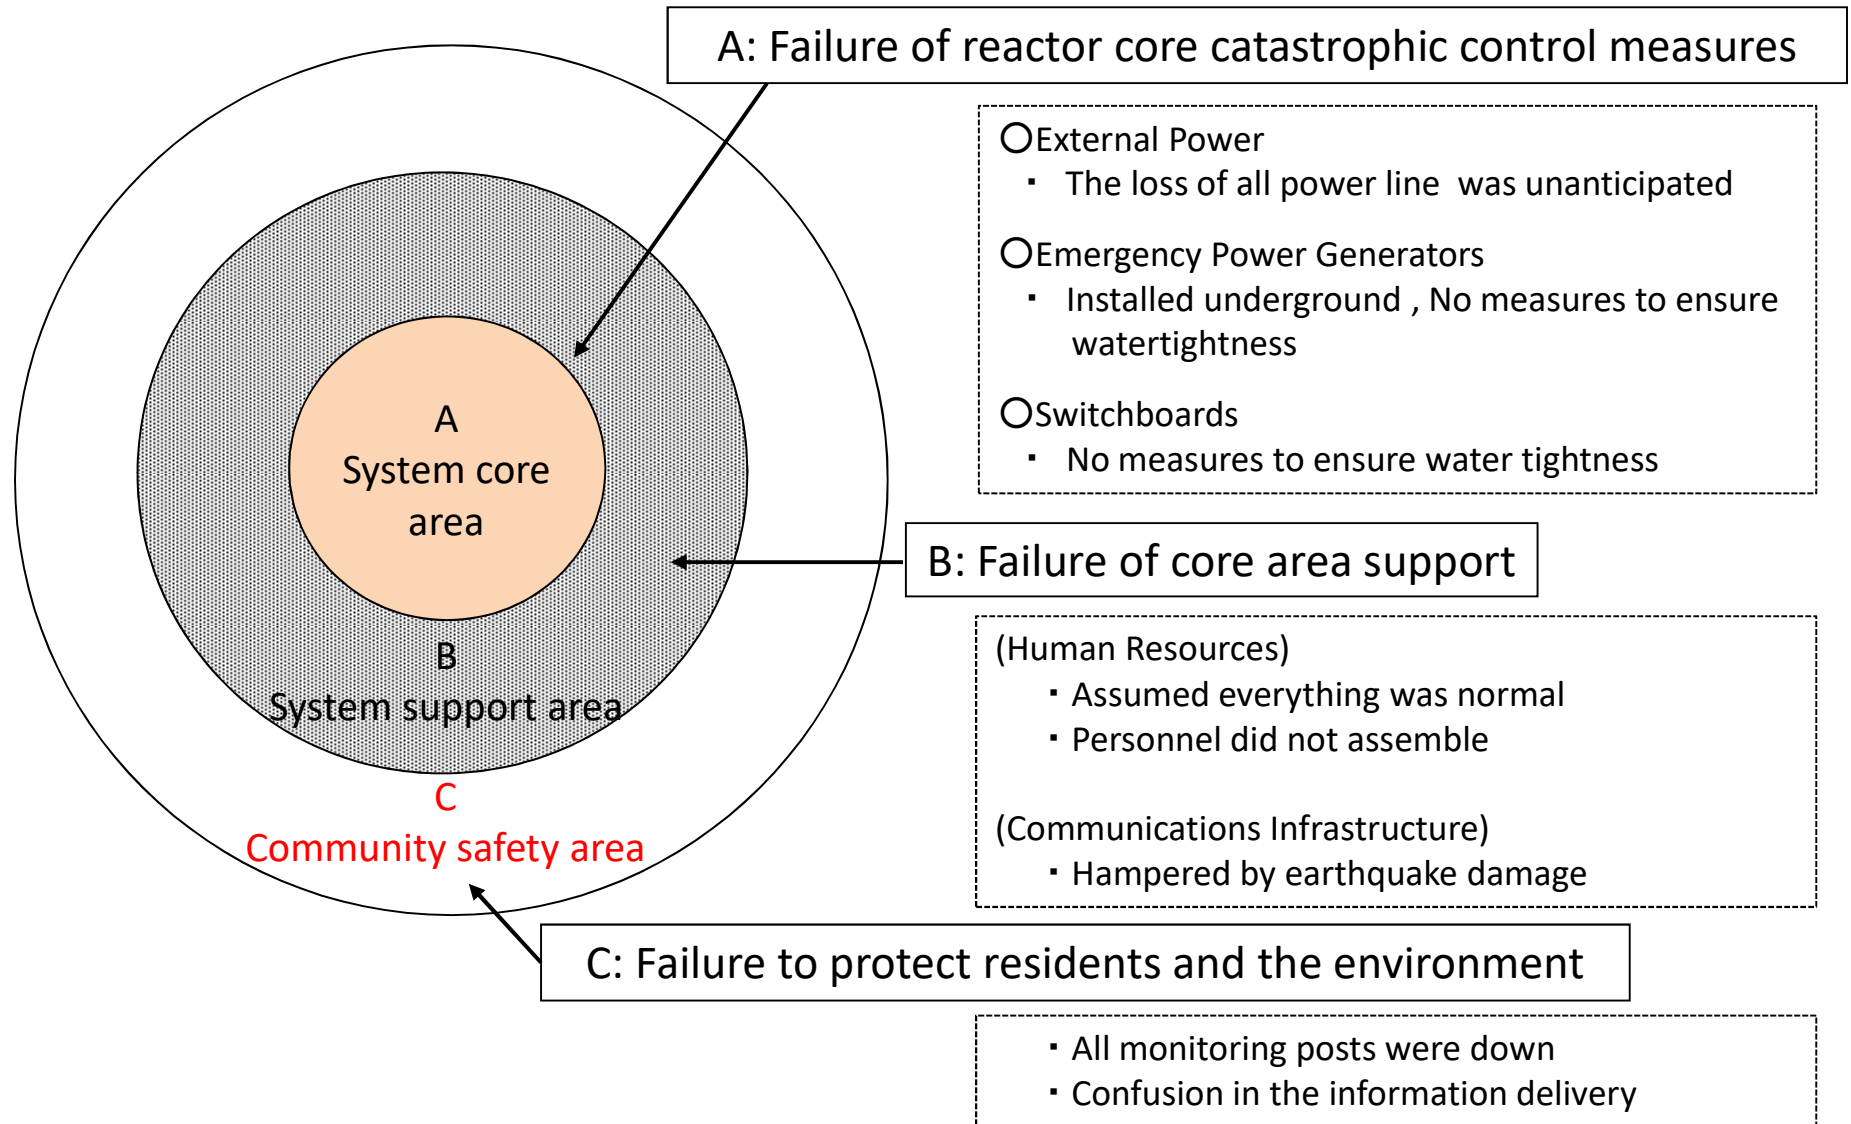 A: Failure of reactor core catastrophic control measures
○External Power
・ The loss of all power line was unanticipated
○Emergency Power Generators
・ Installed underground , No measures to ensure
watertightness
○Switchboards
・ No measures to ensure water tightness
A
System core
area
B: Failure of core area support
B
System support area
(Human Resources)
・Assumed everything was normal
・Personnel did not assemble
(Communications Infrastructure)
・Hampered by earthquake damage
C
Community safety area
C: Failure to protect residents and the environment
・All monitoring posts were down
・Confusion in the information delivery